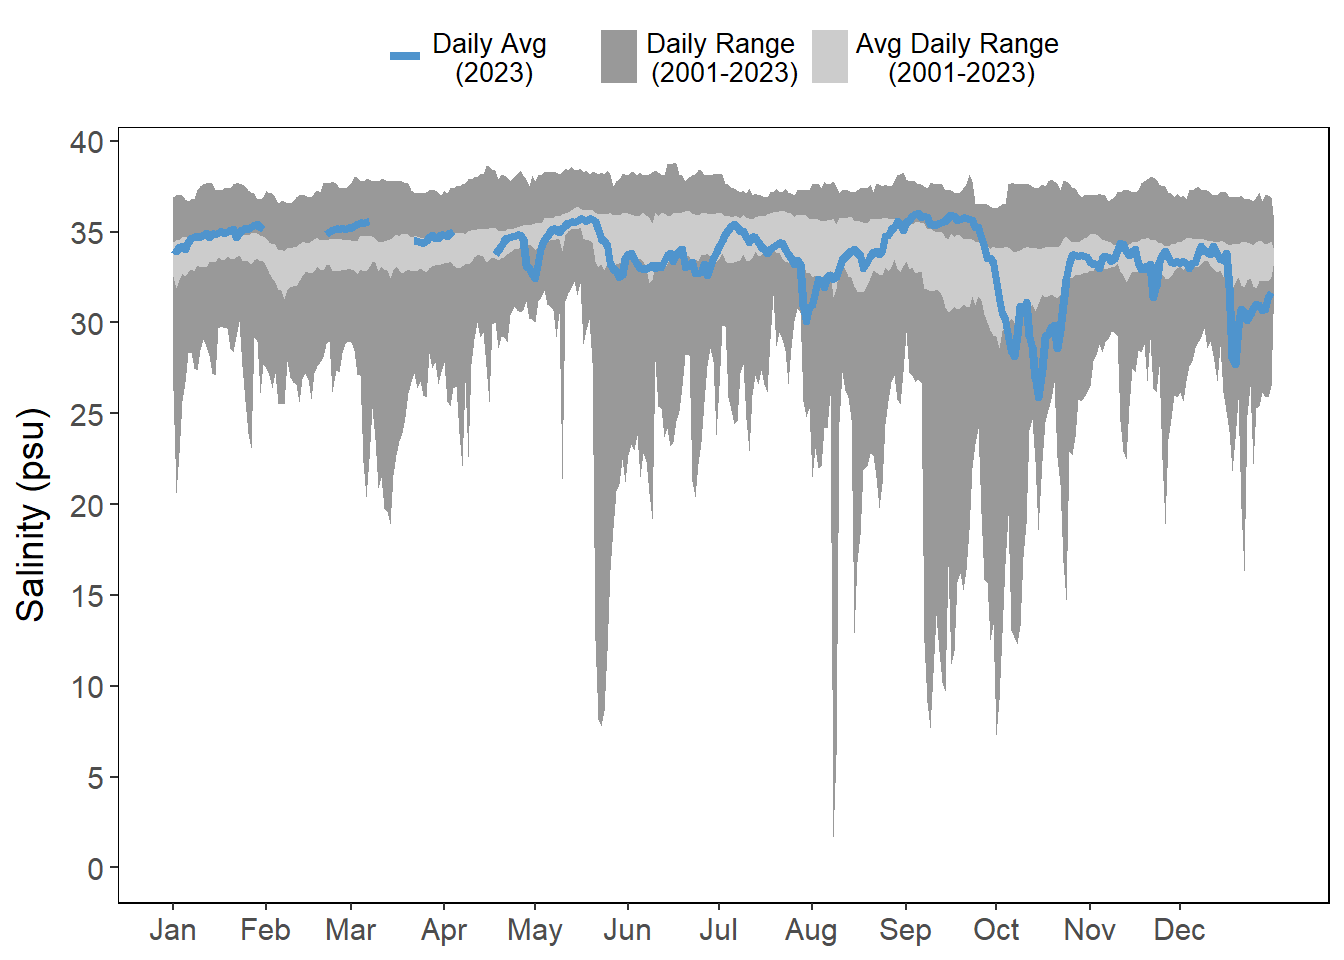 Daily Avg
(2023)
Daily Range
(2001-2023)
Avg Daily Range
(2001-2023)
Salinity (psu)
40
35
30
25
20
15
10
5
0
Jan Feb Mar Apr May Jun Jul Aug Sep Oct Nov Dec